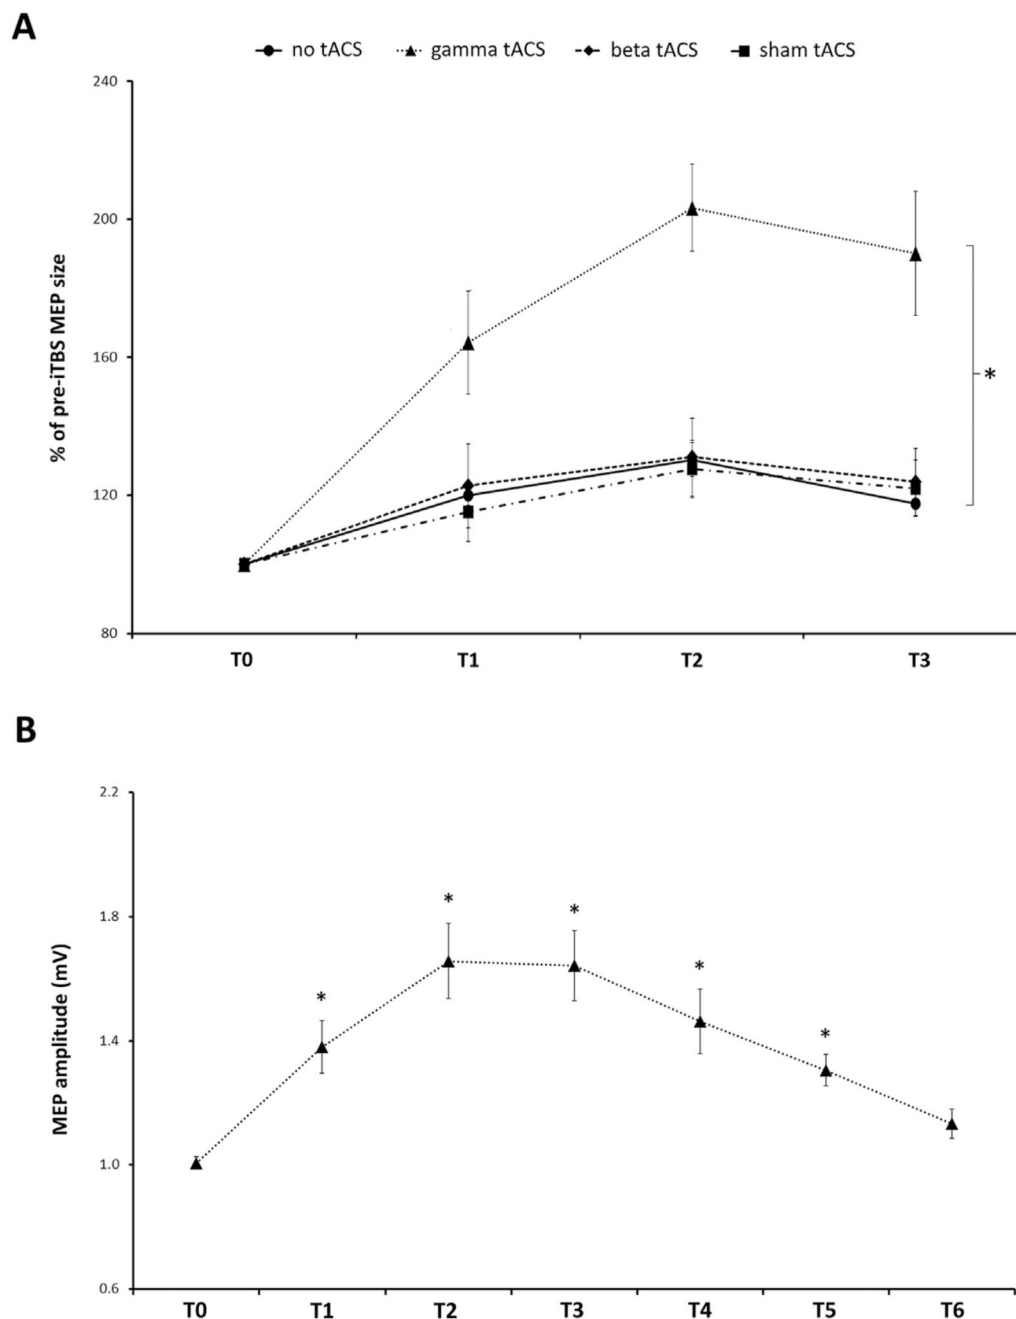 A
no tACS gamma tACS beta tACS sham tACS
240
200
160
120
80
% of pre-iTBS MEP size
*
T0 T1 T2 T3
B
2.2
1.8
1.4
1.0
0.6
MEP amplitude (mV)
* * * * *
T0 T1 T2 T3 T4 T5 T6